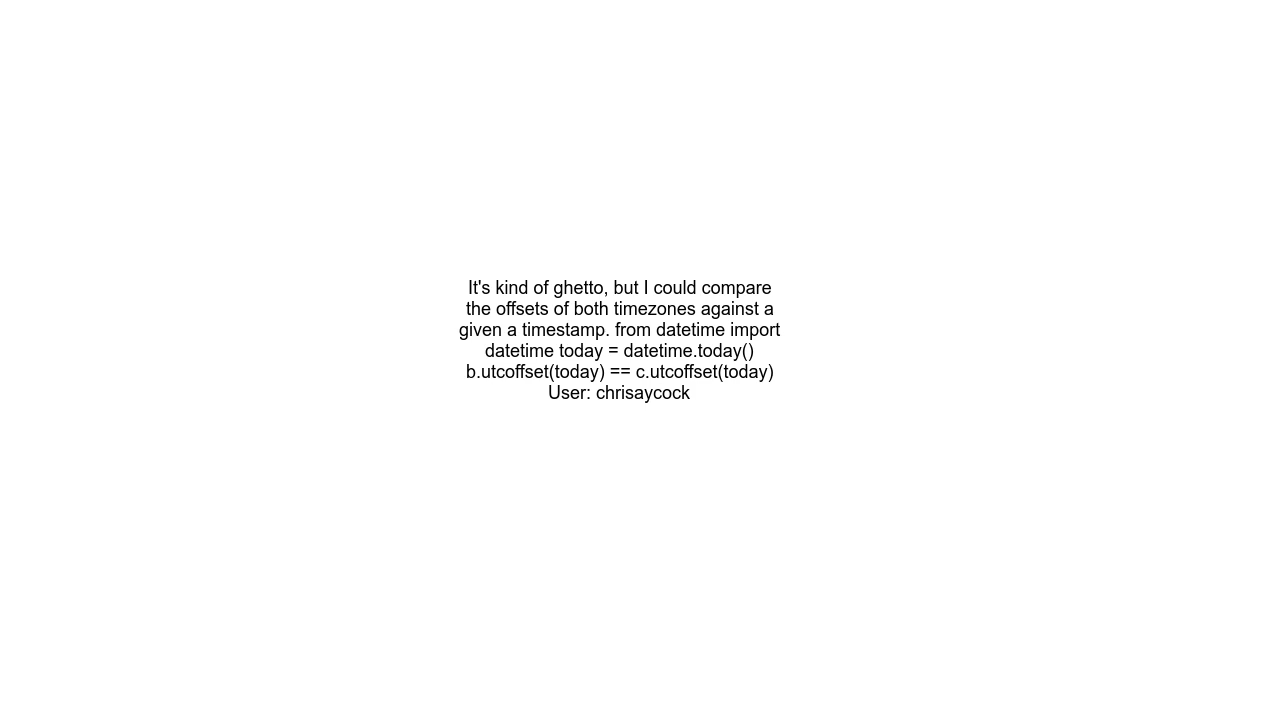 It's kind of ghetto, but I could compare
the offsets of both timezones against a
given a timestamp. from datetime import
datetime today = datetime.today()
b.utcoffset(today) == c.utcoffset(today)
User: chrisaycock